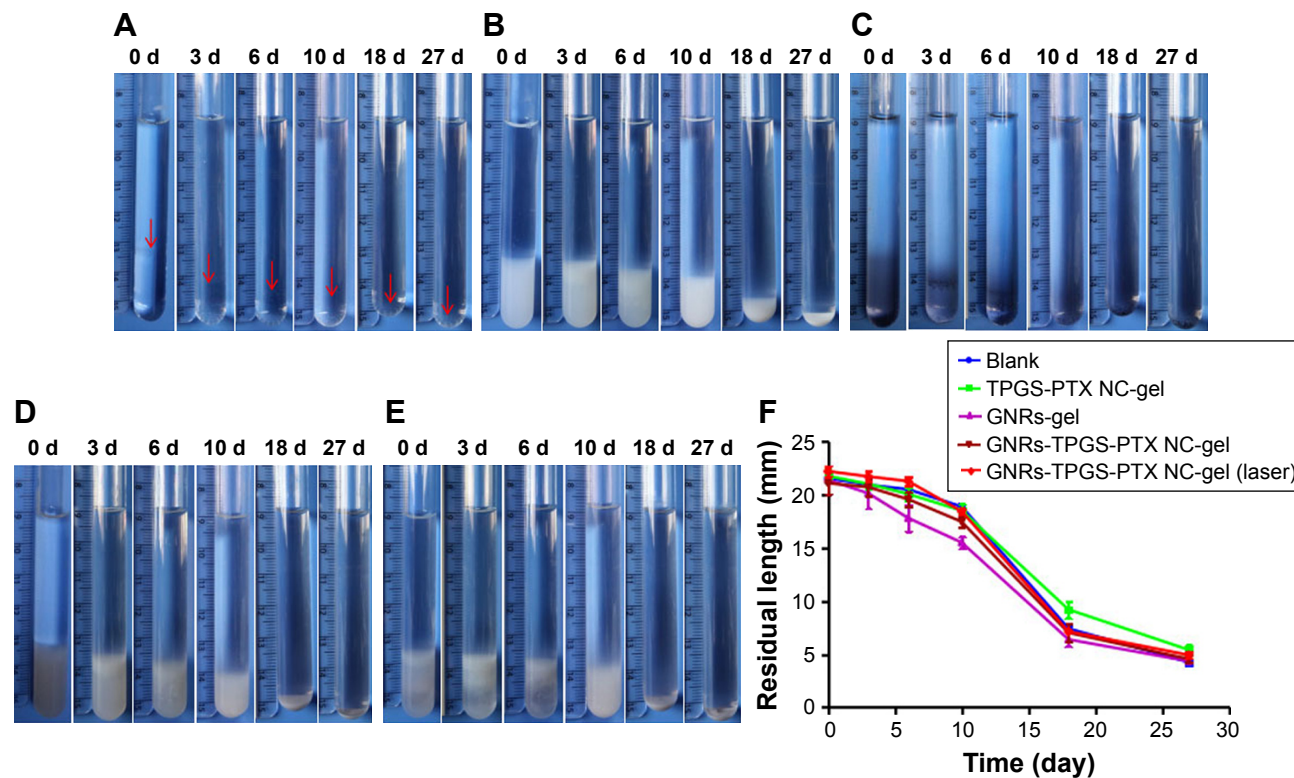 A
0 d 3 d 6 d 10 d 18 d 27 d
B
0 d 3 d 6 d 10 d 18 d 27 d
C
0 d 3 d 6 d 10 d 18 d 27 d
D
0 d 3 d 6 d 10 d 18 d 27 d
E
0 d 3 d 6 d 10 d 18 d 27 d
F
Blank
TPGS-PTX NC-gel
GNRs-gel
GNRs-TPGS-PTX NC-gel
GNRs-TPGS-PTX NC-gel (laser)
Residual length (mm)
25
20
15
10
5
0
0 5 10 15 20 25 30
Time (day)